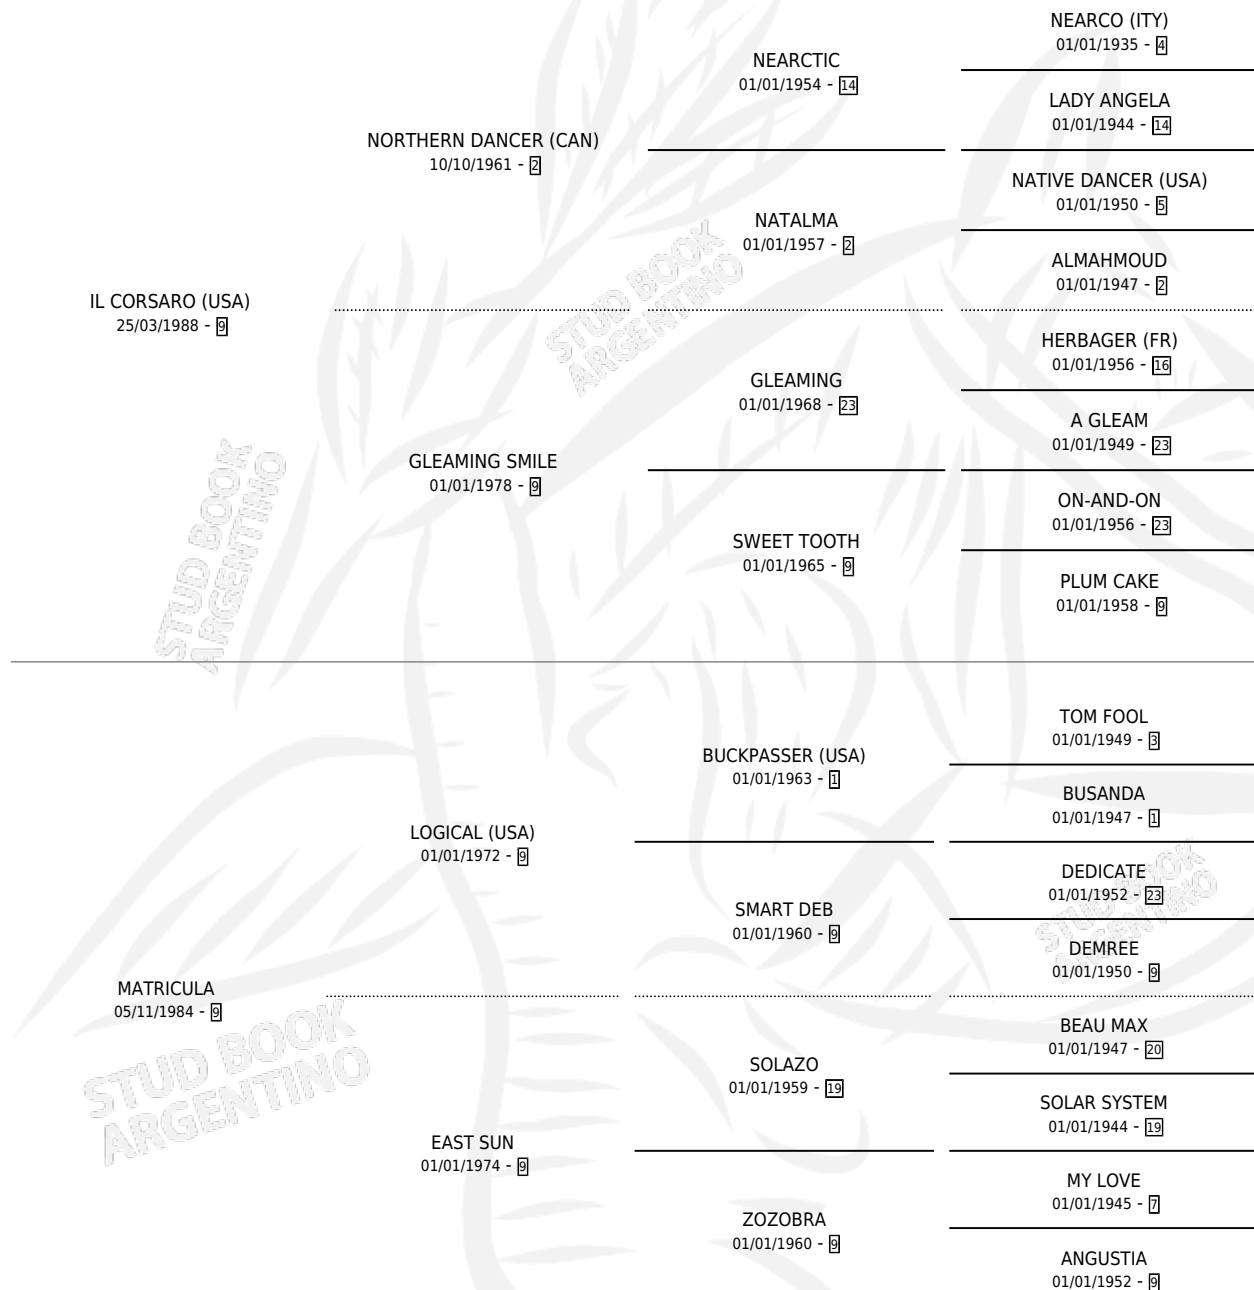 NEARCO (ITY)
01/01/1935 - 4
NEARCTIC
01/01/1954 - 14
LADY ANGELA
01/01/1944 - 14
NORTHERN DANCER (CAN)
10/10/1961 - 2
NATIVE DANCER (USA)
01/01/1950 - 5
NATALMA
01/01/1957 - 2
ALMAHMOUD
01/01/1947 - 2
IL CORSARO (USA)
25/03/1988 - 9
STUD BOOK
ARGENTINO
HERBAGER (FR)
01/01/1956 - 16
GLEAMING
01/01/1968 - 23
A GLEAM
01/01/1949 - 23
GLEAMING SMILE
01/01/1978 - 9
ON-AND-ON
01/01/1956 - 23
SWEET TOOTH
01/01/1965 - 9
PLUM CAKE
01/01/1958 - 9
STUD BOOK
ARGENTINO
TOM FOOL
01/01/1949 - 3
BUCKPASSER (USA)
01/01/1963 - 1
BUSANDA
01/01/1947 - 1
LOGICAL (USA)
01/01/1972 - 9
DEDICATE
01/01/1952 - 23
SMART DEB
01/01/1960 - 9
STUD BOOK
ARGENTINO
DEMREE
01/01/1950 - 9
MATRICULA
05/11/1984 - 9
BEAU MAX
01/01/1947 - 20
STUD BOOK
ARGENTINO
SOLAZO
01/01/1959 - 19
SOLAR SYSTEM
01/01/1944 - 19
EAST SUN
01/01/1974 - 9
MY LOVE
01/01/1945 - 7
ZOZOBRA
01/01/1960 - 9
ANGUSTIA
01/01/1952 - 9